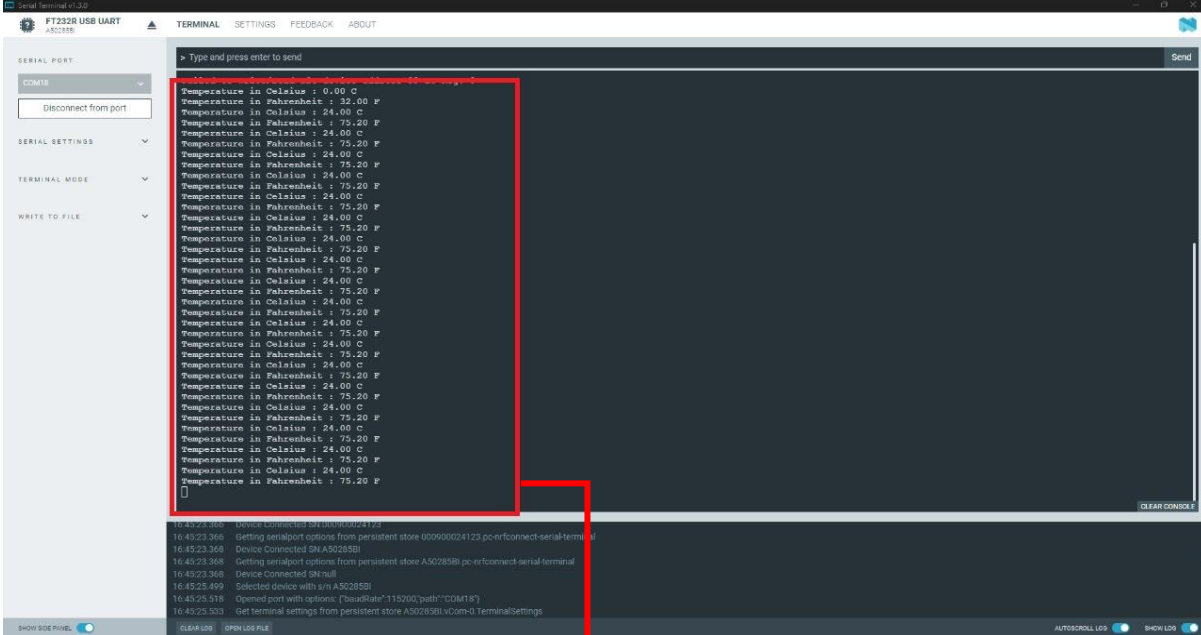 Serial Terminal v1.3.0
FT232R USB UART
A50285BI
TERMINAL SETTINGS FEEDBACK ABOUT
SERIAL PORT
COM18
Disconnect from port
SERIAL SETTINGS
TERMINAL MODE
WRITE TO FILE
> Type and press enter to send
Send
Temperature in Celsius : 0.00 C
Temperature in Fahrenheit : 32.00 F
Temperature in Celsius : 24.00 C
Temperature in Fahrenheit : 75.20 F
Temperature in Celsius : 24.00 C
Temperature in Fahrenheit : 75.20 F
Temperature in Celsius : 24.00 C
Temperature in Fahrenheit : 75.20 F
Temperature in Celsius : 24.00 C
Temperature in Fahrenheit : 75.20 F
Temperature in Celsius : 24.00 C
Temperature in Fahrenheit : 75.20 F
Temperature in Celsius : 24.00 C
Temperature in Fahrenheit : 75.20 F
Temperature in Celsius : 24.00 C
Temperature in Fahrenheit : 75.20 F
Temperature in Celsius : 24.00 C
Temperature in Fahrenheit : 75.20 F
Temperature in Celsius : 24.00 C
Temperature in Fahrenheit : 75.20 F
Temperature in Celsius : 24.00 C
Temperature in Fahrenheit : 75.20 F
Temperature in Celsius : 24.00 C
Temperature in Fahrenheit : 75.20 F
Temperature in Celsius : 24.00 C
Temperature in Fahrenheit : 75.20 F
Temperature in Celsius : 24.00 C
Temperature in Fahrenheit : 75.20 F
Temperature in Celsius : 24.00 C
Temperature in Fahrenheit : 75.20 F
Temperature in Celsius : 24.00 C
Temperature in Fahrenheit : 75.20 F
Temperature in Celsius : 24.00 C
Temperature in Fahrenheit : 75.20 F
Temperature in Celsius : 24.00 C
Temperature in Fahrenheit : 75.20 F
Temperature in Celsius : 24.00 C
Temperature in Fahrenheit : 75.20 F
CLEAR CONSOLE
16:45:23.366 Device Connected SN:000900024123
16:45:23.366 Getting serialport options from persistent store 000900024123.pc-nrfconnect-serial-terminal
16:45:23.368 Device Connected SN:A50285BI
16:45:23.368 Getting serialport options from persistent store A50285BI.pc-nrfconnect-serial-terminal
16:45:23.368 Device Connected SN:null
16:45:25.499 Selected device with s/n A50285BI
16:45:25.518 Opened port with options: {"baudRate":115200,"path":"COM18"}
16:45:25.533 Get terminal settings from persistent store A50285BI.vCom-0.TerminalSettings
SHOW SIDE PANEL
CLEAR LOG OPEN LOG FILE
AUTOSCROLL LOG
SHOW LOG